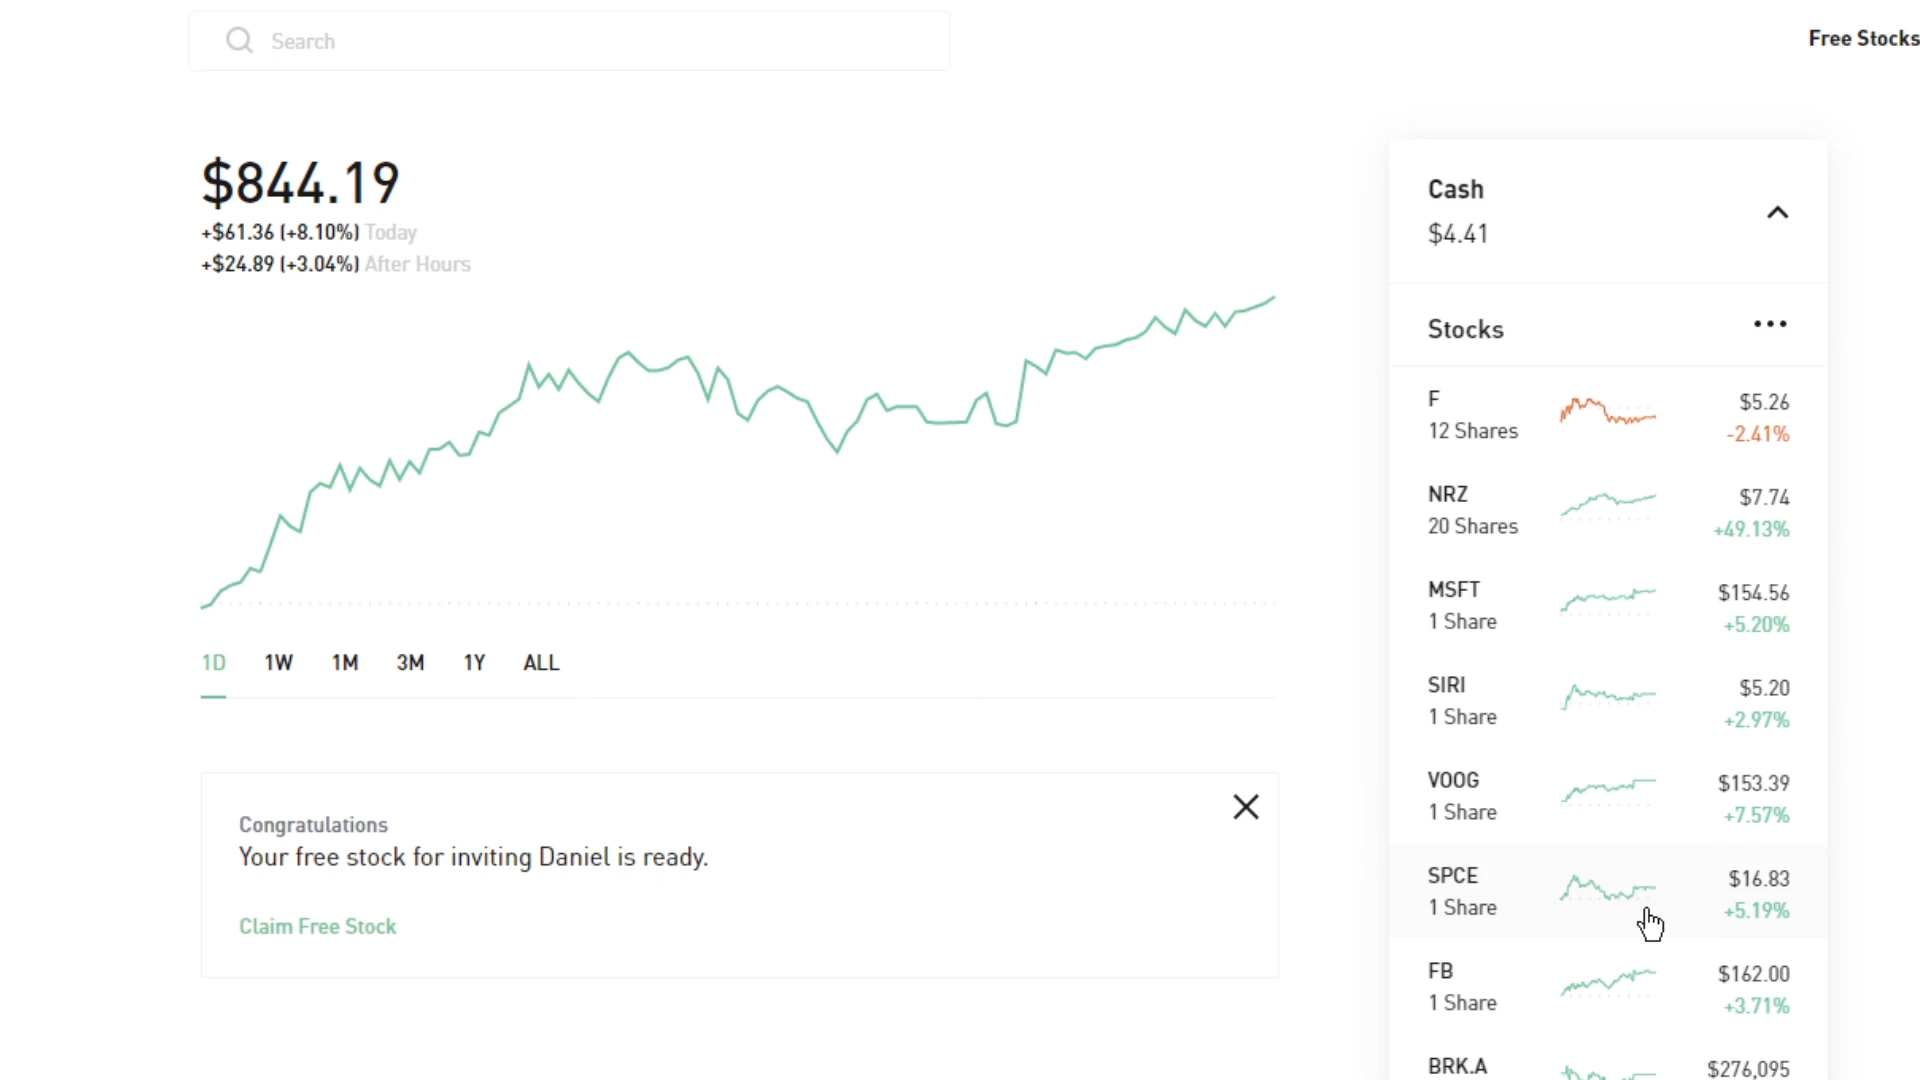 Search
Free Stocks
$844.19
+$61.36 (+8.10%) Today
+$24.89 (+3.04%) After Hours
1D 1W 1M 3M 1Y ALL
Congratulations
Your free stock for inviting Daniel is ready.
Claim Free Stock
Cash
$4.41
Stocks
F $5.26
12 Shares -2.41%
NRZ $7.74
20 Shares +49.13%
MSFT $154.56
1 Share +5.20%
SIRI $5.20
1 Share +2.97%
VOOG $153.39
1 Share +7.57%
SPCE $16.83
1 Share +5.19%
FB $162.00
1 Share +3.71%
BRK.A $276,095